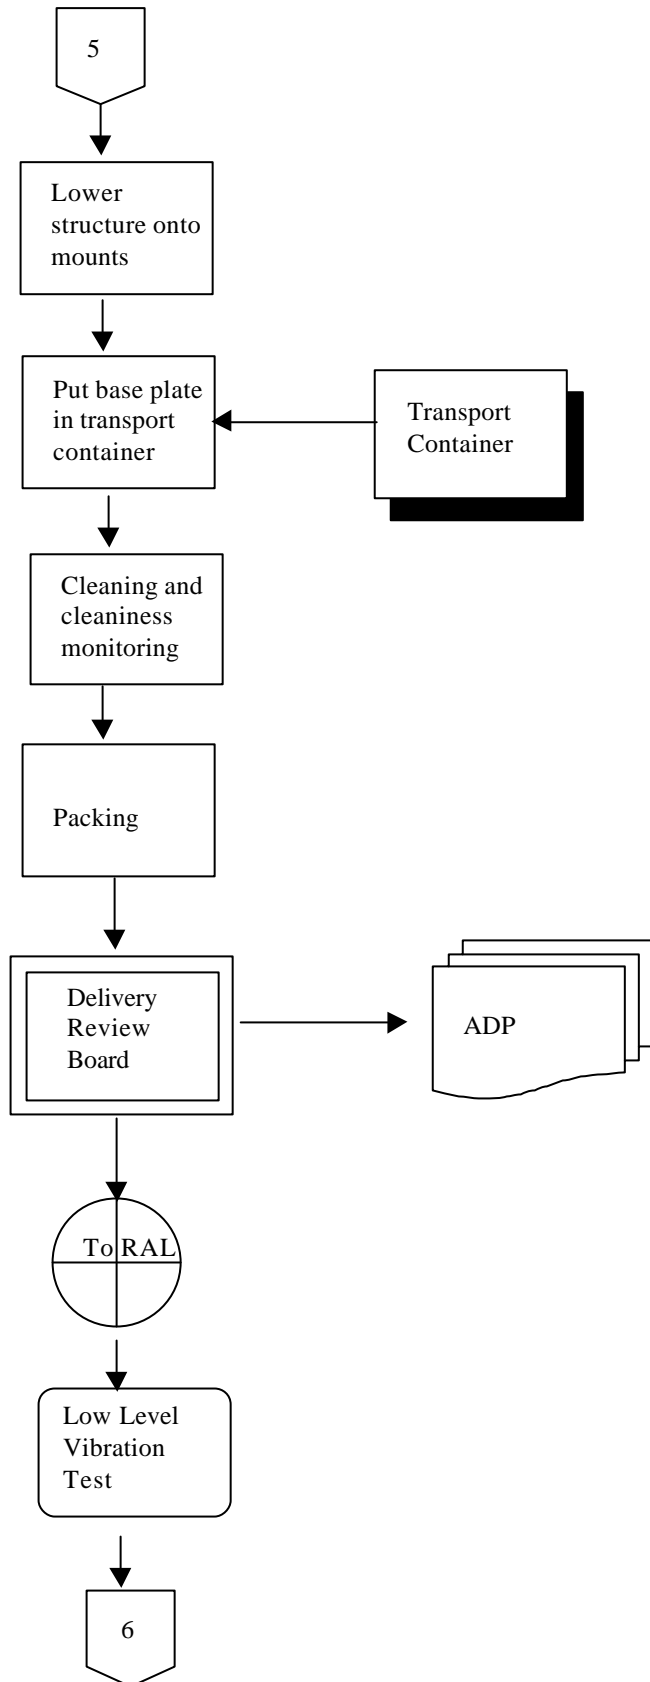 5
Lower
structure onto
mounts
Put base plate
in transport
container
Transport
Container
Cleaning and
cleaniness
monitoring
Packing
Delivery
Review
Board
ADP
To RAL
Low Level
Vibration
Test
6